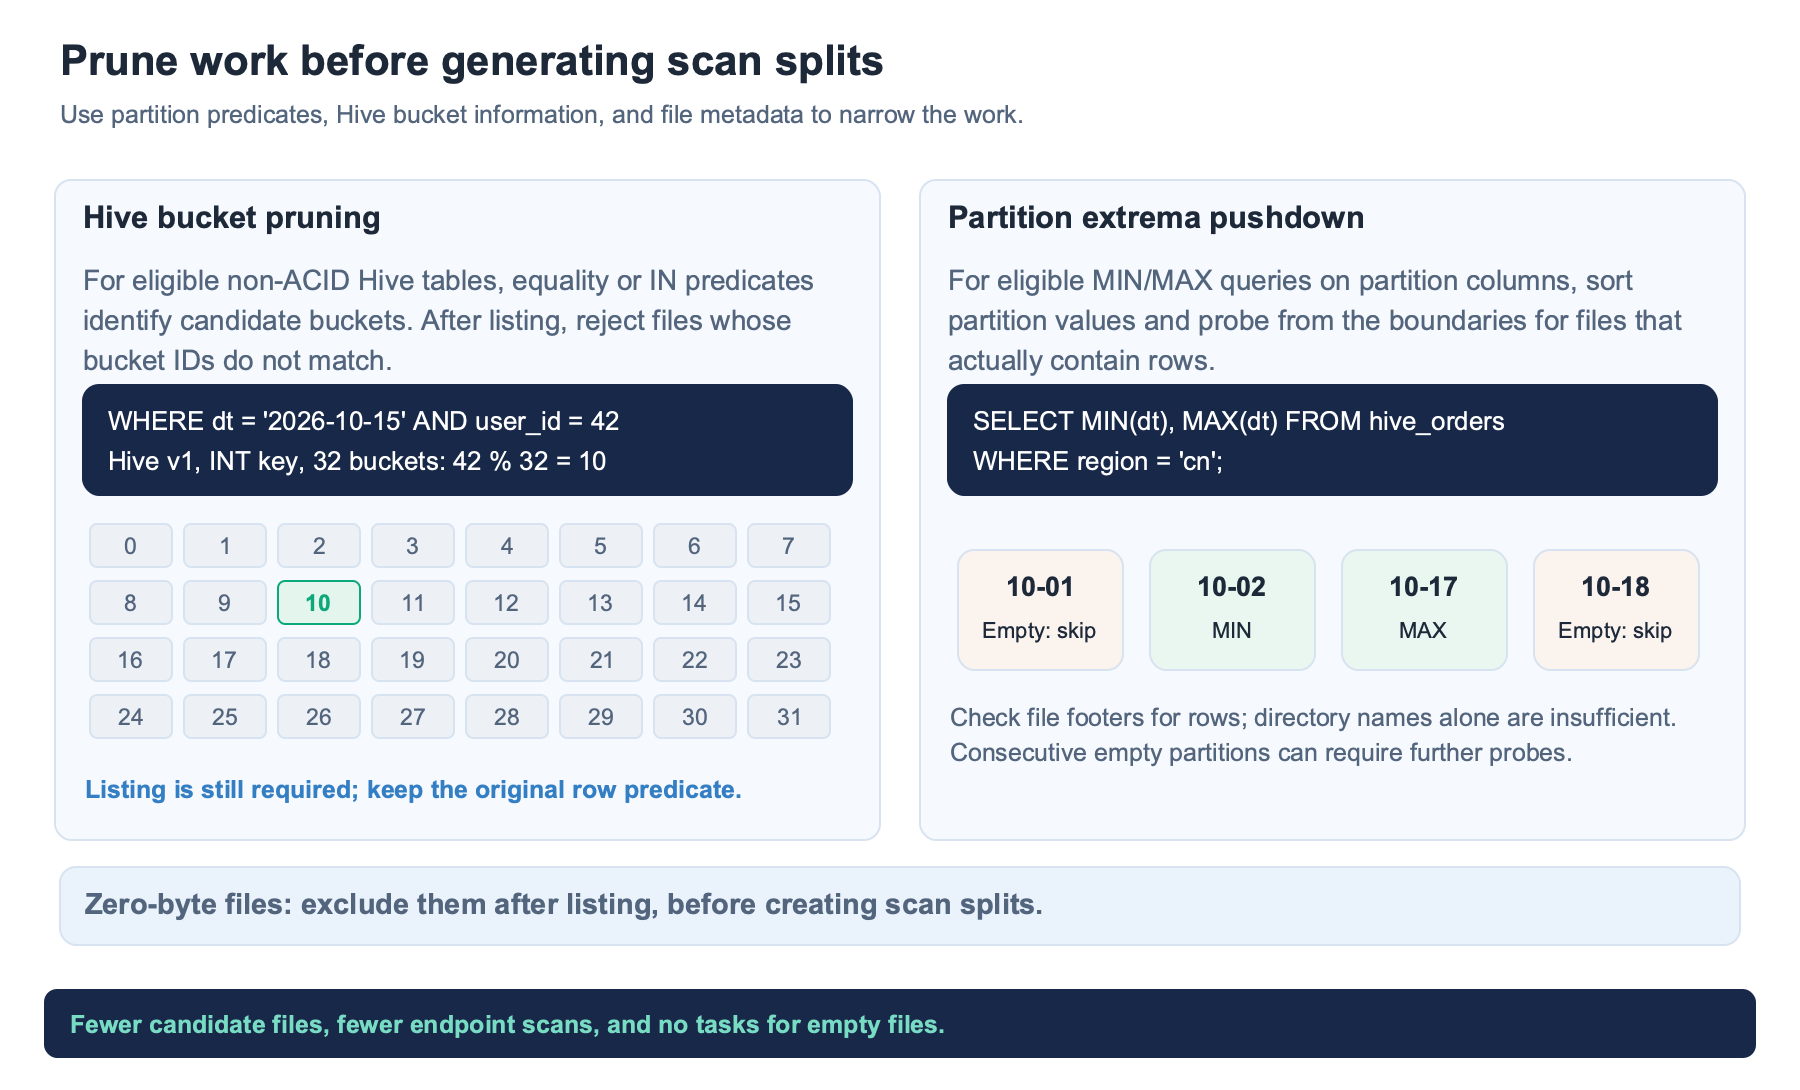 Prune work before generating scan splits
Use partition predicates, Hive bucket information, and file metadata to narrow the work.
Hive bucket pruning
For eligible non-ACID Hive tables, equality or IN predicates
identify candidate buckets. After listing, reject files whose
bucket IDs do not match.
WHERE dt = '2026-10-15' AND user_id = 42
Hive v1, INT key, 32 buckets: 42 % 32 = 10
0 1 2 3 4 5 6 7
8 9 10 11 12 13 14 15
16 17 18 19 20 21 22 23
24 25 26 27 28 29 30 31
Listing is still required; keep the original row predicate.
Partition extrema pushdown
For eligible MIN/MAX queries on partition columns, sort
partition values and probe from the boundaries for files that
actually contain rows.
SELECT MIN(dt), MAX(dt) FROM hive_orders
WHERE region = 'cn';
10-01 10-02 10-17 10-18
Empty: skip MIN MAX Empty: skip
Check file footers for rows; directory names alone are insufficient.
Consecutive empty partitions can require further probes.
Zero-byte files: exclude them after listing, before creating scan splits.
Fewer candidate files, fewer endpoint scans, and no tasks for empty files.